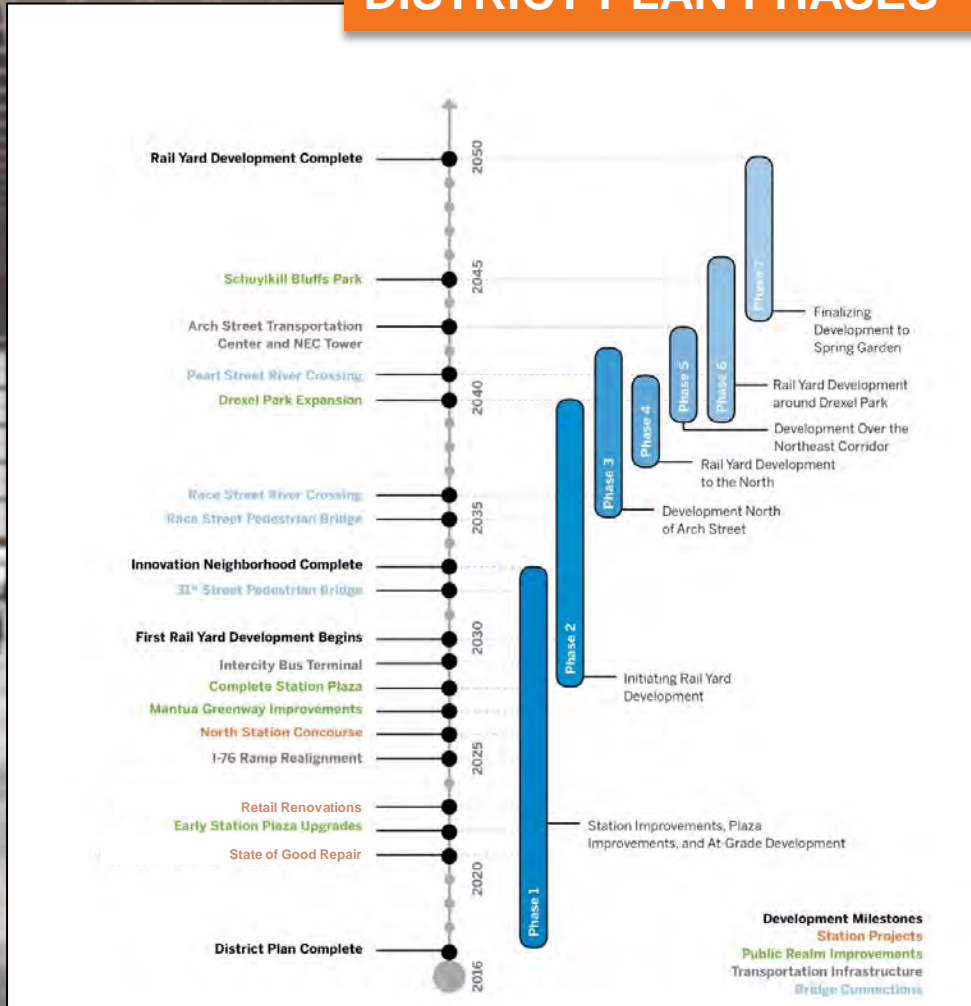 DISTRICT PLAN PHASES
Rail Yard Development Complete
2050
Schuylkill Bluffs Park
2045
Arch Street Transportation
Center and NEC Tower
Pearl Street River Crossing
Drexel Park Expansion
2040
Race Street River Crossing
Race Street Pedestrian Bridge
2035
Innovation Neighborhood Complete
31st Street Pedestrian Bridge
First Rail Yard Development Begins
2030
Intercity Bus Terminal
Complete Station Plaza
Mantua Greenway Improvements
North Station Concourse
I-76 Ramp Realignment
2025
Retail Renovations
Early Station Plaza Upgrades
State of Good Repair
2020
District Plan Complete
2016
Phase 1
Station Improvements, Plaza
Improvements, and At-Grade Development
Phase 2
Initiating Rail Yard
Development
Phase 3
Development North
of Arch Street
Phase 4
Rail Yard Development
to the North
Phase 5
Development Over the
Northeast Corridor
Phase 6
Rail Yard Development
around Drexel Park
Phase 7
Finalizing
Development to
Spring Garden
Development Milestones
Station Projects
Public Realm Improvements
Transportation Infrastructure
Bridge Connections